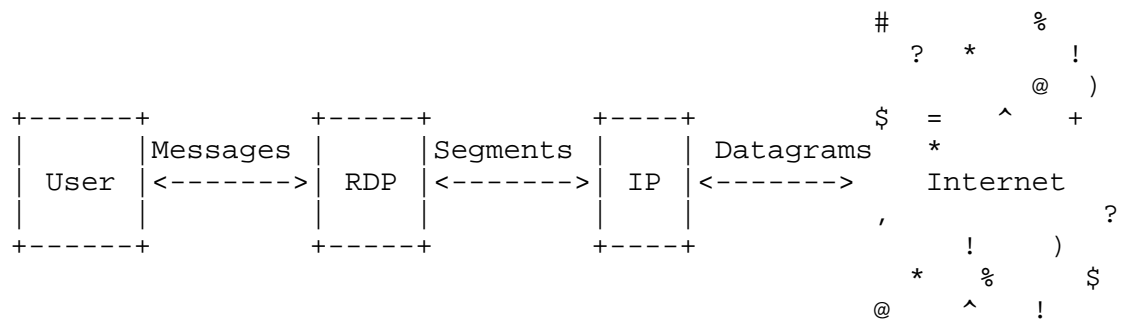 #        %
?  *      !
@  )
+------+            +-----+            +----+            $  =    ^    +
|      |Messages |     |Segments |    | Datagrams    *
| User |<------->| RDP |<------->| IP |<------->    Internet
|      |         |     |         |    |            ,            ?
+------+            +-----+            +----+                !      )
*    %      $
@     ^    !